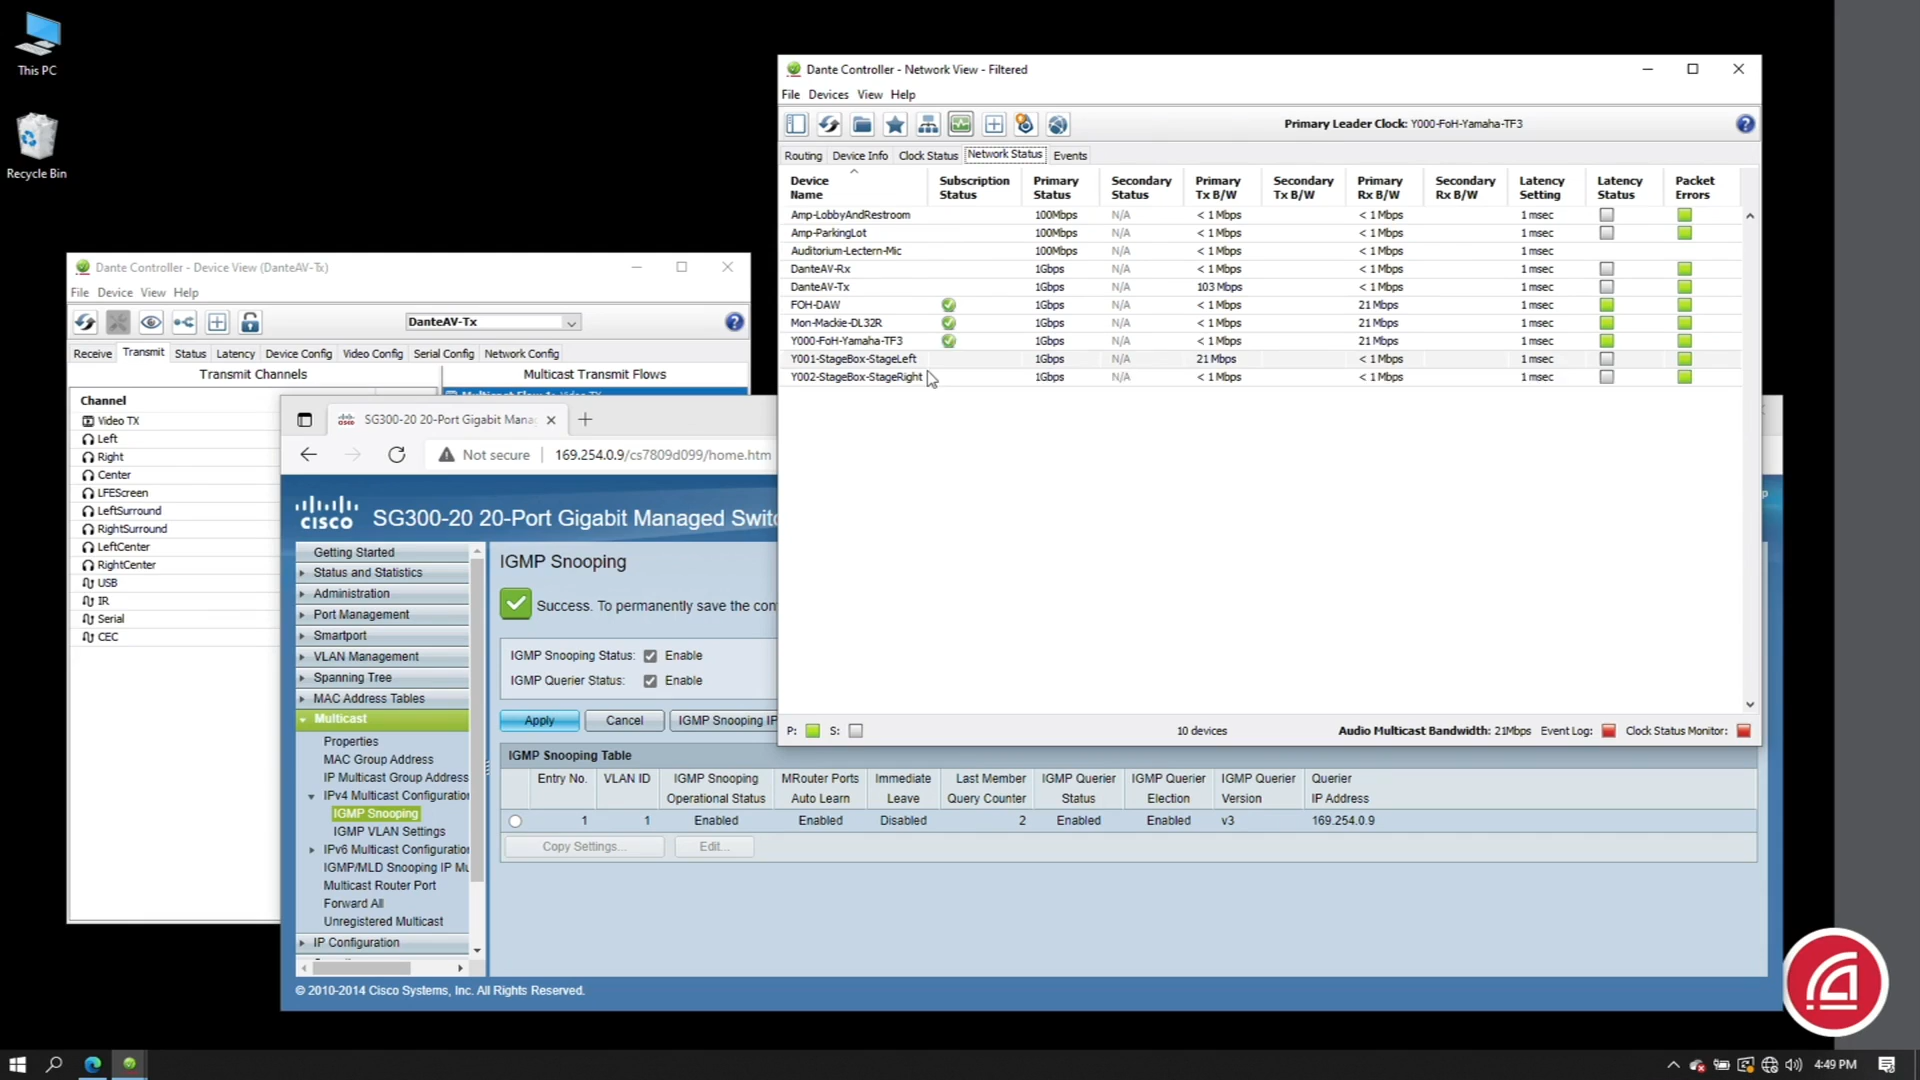 This PC
Recycle Bin
Dante Controller - Network View - Filtered
File Devices View Help
Primary Leader Clock: Y000-FoH-Yamaha-TF3
Routing Device Info Clock Status Network Status Events
Device Name Subscription Status Primary Status Secondary Status Primary Tx B/W Secondary Tx B/W Primary Rx B/W Secondary Rx B/W Latency Setting Latency Status Packet Errors
Amp-LobbyAndRestroom 100Mbps N/A < 1 Mbps < 1 Mbps 1 msec
Amp-ParkingLot 100Mbps N/A < 1 Mbps < 1 Mbps 1 msec
Auditorium-Lectern-Mic 100Mbps N/A < 1 Mbps < 1 Mbps 1 msec
DanteAV-Rx 1Gbps N/A < 1 Mbps < 1 Mbps 1 msec
DanteAV-Tx 1Gbps N/A 103 Mbps < 1 Mbps 1 msec
FOH-DAW 1Gbps N/A < 1 Mbps 21 Mbps 1 msec
Mon-Mackie-DL32R 1Gbps N/A < 1 Mbps 21 Mbps 1 msec
Y000-FoH-Yamaha-TF3 1Gbps N/A < 1 Mbps 21 Mbps 1 msec
Y001-StageBox-StageLeft 1Gbps N/A 21 Mbps < 1 Mbps 1 msec
Y002-StageBox-StageRight 1Gbps N/A < 1 Mbps < 1 Mbps 1 msec
P: S: 10 devices Audio Multicast Bandwidth: 21Mbps Event Log: Clock Status Monitor:
Dante Controller - Device View (DanteAV-Tx)
File Device View Help
DanteAV-Tx
Receive Transmit Status Latency Device Config Video Config Serial Config Network Config
Transmit Channels Multicast Transmit Flows
Channel
Video TX
Left
Right
Center
LFEScreen
LeftSurround
RightSurround
LeftCenter
RightCenter
USB
IR
Serial
CEC
SG300-20 20-Port Gigabit Mana
Not secure 169.254.0.9/cs7809d099/home.htm
CISCO SG300-20 20-Port Gigabit Managed Switc
Getting Started
Status and Statistics
Administration
Port Management
Smartport
VLAN Management
Spanning Tree
MAC Address Tables
Multicast
Properties
MAC Group Address
IP Multicast Group Address
IPv4 Multicast Configuration
IGMP Snooping
IGMP VLAN Settings
IPv6 Multicast Configuration
IGMP/MLD Snooping IP Mu
Multicast Router Port
Forward All
Unregistered Multicast
IP Configuration
IGMP Snooping
Success. To permanently save the con
IGMP Snooping Status: Enable
IGMP Querier Status: Enable
Apply Cancel IGMP Snooping IP
IGMP Snooping Table
Entry No. VLAN ID IGMP Snooping Operational Status MRouter Ports Auto Learn Immediate Leave Last Member Query Counter IGMP Querier Status IGMP Querier Election IGMP Querier Version Querier IP Address
1 1 Enabled Enabled Disabled 2 Enabled Enabled v3 169.254.0.9
Copy Settings... Edit...
© 2010-2014 Cisco Systems, Inc. All Rights Reserved.
4:49 PM